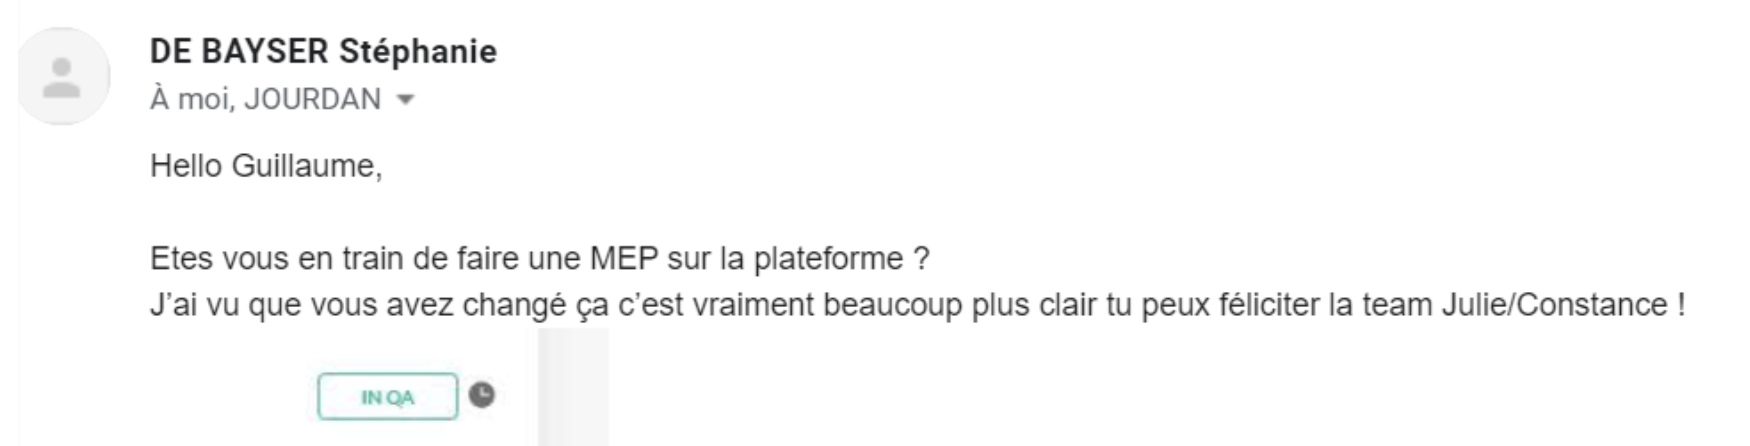 DE BAYSER Stéphanie
À moi, JOURDAN
Hello Guillaume,
Etes vous en train de faire une MEP sur la plateforme ?
J’ai vu que vous avez changé ça c’est vraiment beaucoup plus clair tu peux féliciter la team Julie/Constance !
IN QA